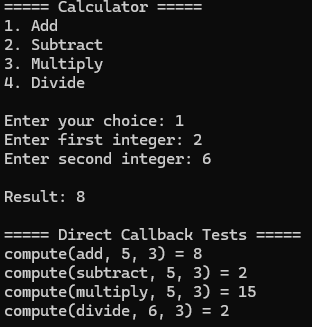 ===== Calculator =====
1. Add
2. Subtract
3. Multiply
4. Divide
Enter your choice: 1
Enter first integer: 2
Enter second integer: 6
Result: 8
===== Direct Callback Tests =====
compute(add, 5, 3) = 8
compute(subtract, 5, 3) = 2
compute(multiply, 5, 3) = 15
compute(divide, 6, 3) = 2